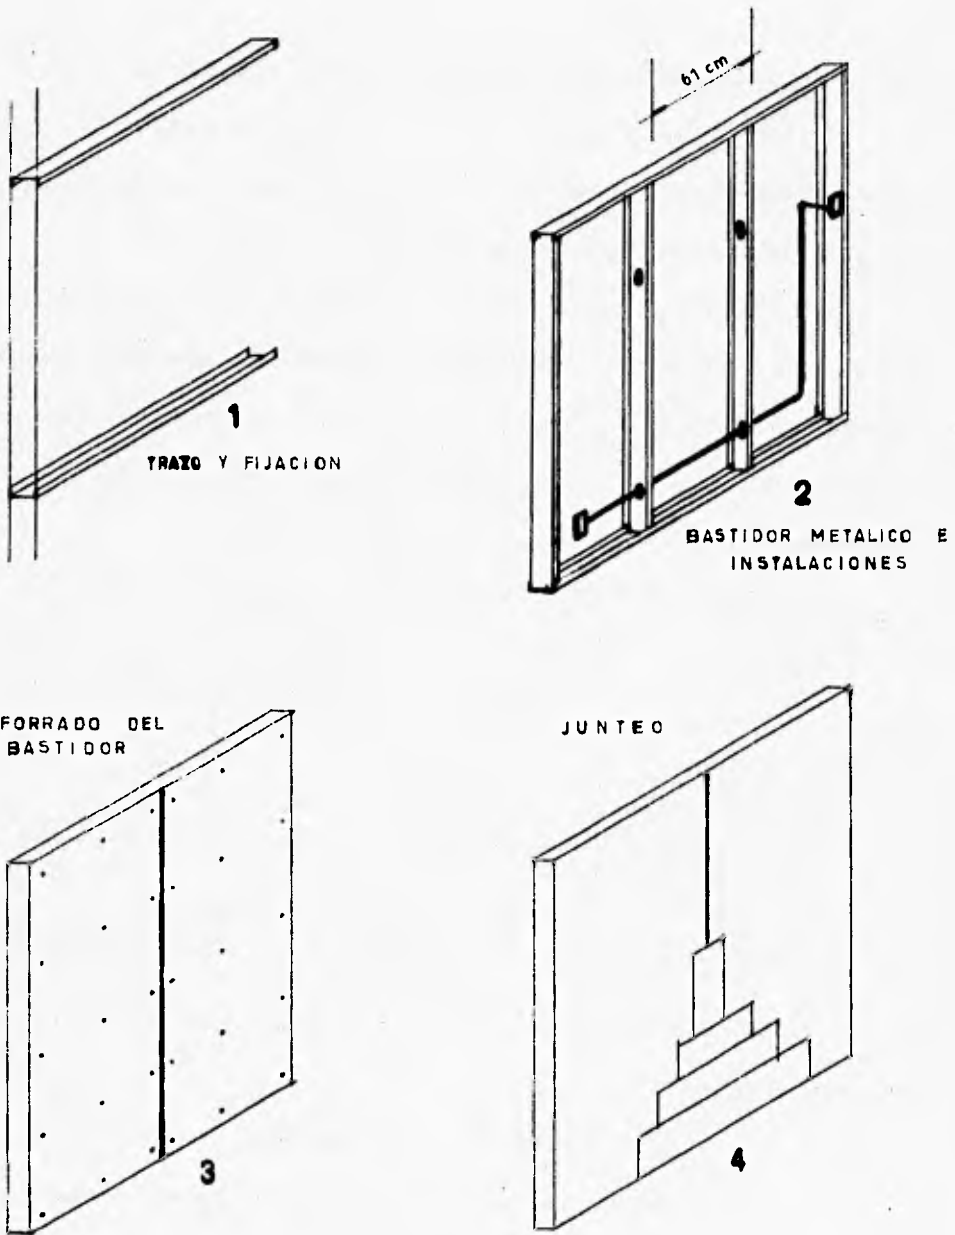 61 cm
1
TRAZO Y FIJACION
2
BASTIDOR METALICO E
INSTALACIONES
FORRADO DEL
BASTIDOR
3
JUNTEO
4